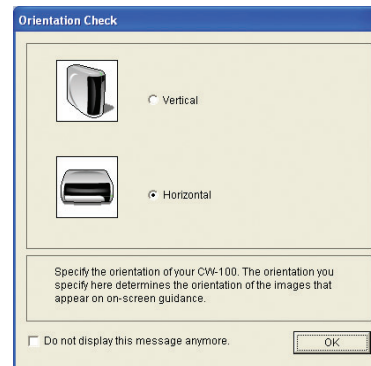 Orientation Check
Vertical
Horizontal
Specify the orientation of your CW-100. The orientation you
specify here determines the orientation of the images that
appear on on-screen guidance.
Do not display this message anymore.
OK